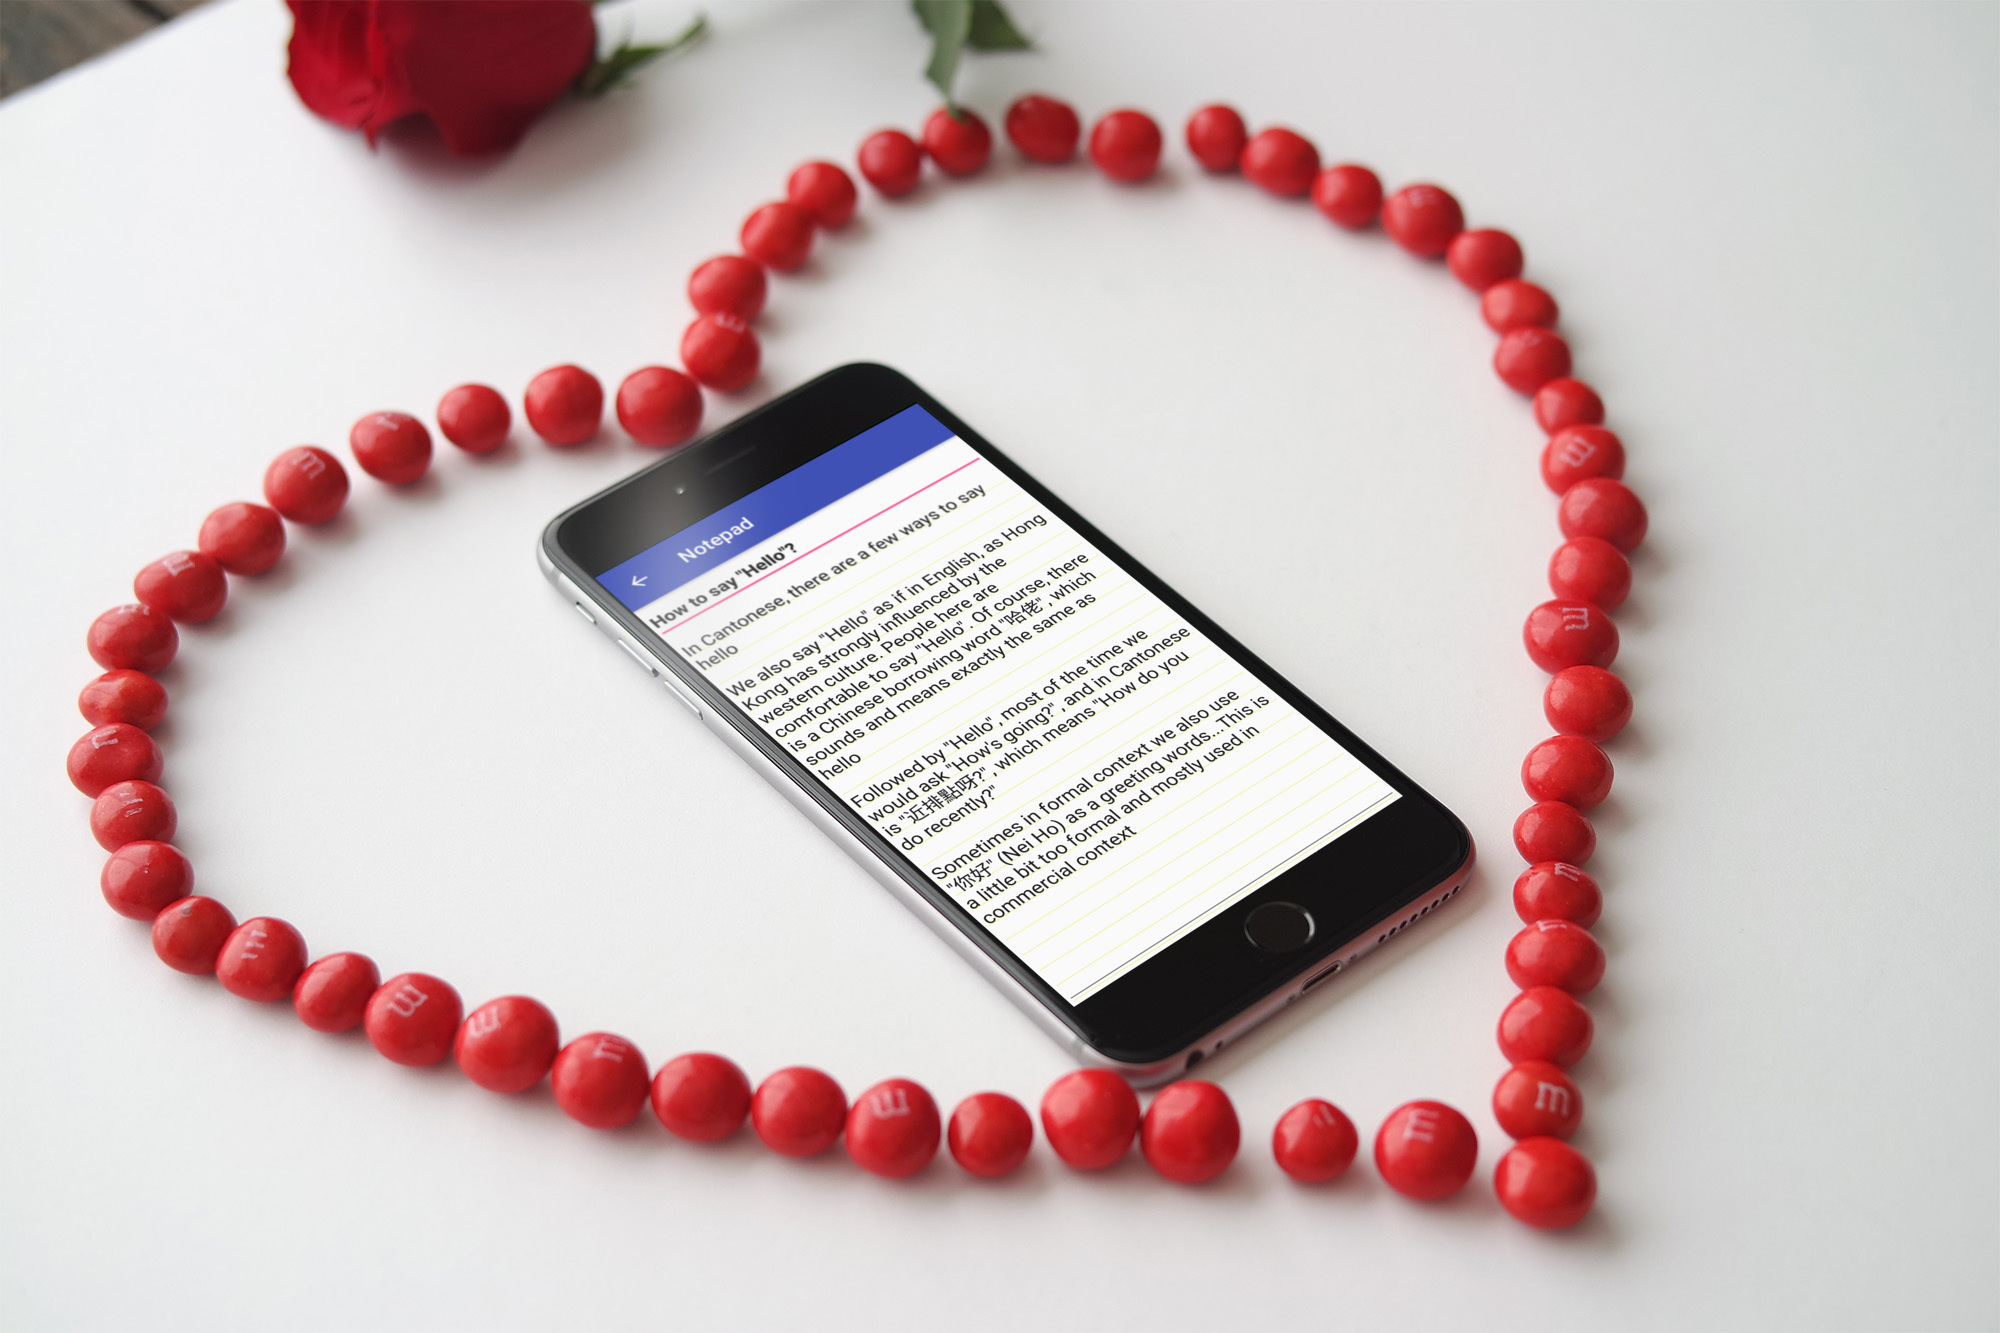 Notepad
How to say "Hello"?
In Cantonese, there are a few ways to say
hello
We also say "Hello" as if in English, as Hong
Kong has strongly influenced by the
western culture. People here are
comfortable to say "Hello". Of course, there
is a Chinese borrowing word "哈佬", which
sounds and means exactly the same as
hello
Followed by "Hello", most of the time we
would ask "How's going?", and in Cantonese
is "近排點呀?", which means "How do you
do recently?"
Sometimes in formal context we also use
"你好" (Nei Ho) as a greeting words...This is
a little bit too formal and mostly used in
commercial context
m
m
m
m
m
m
m
m